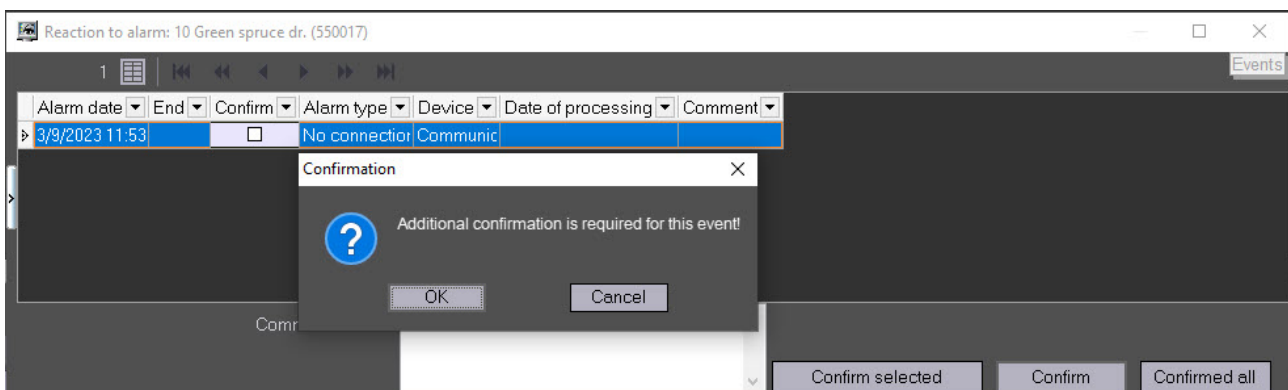 Reaction to alarm: 10 Green spruce dr. (550017)
1
Events
Alarm date End Confirm Alarm type Device Date of processing Comment
3/9/2023 11:53 No connection Communic
Confirmation
Additional confirmation is required for this event!
OK Cancel
Comm
Confirm selected Confirm Confirmed all